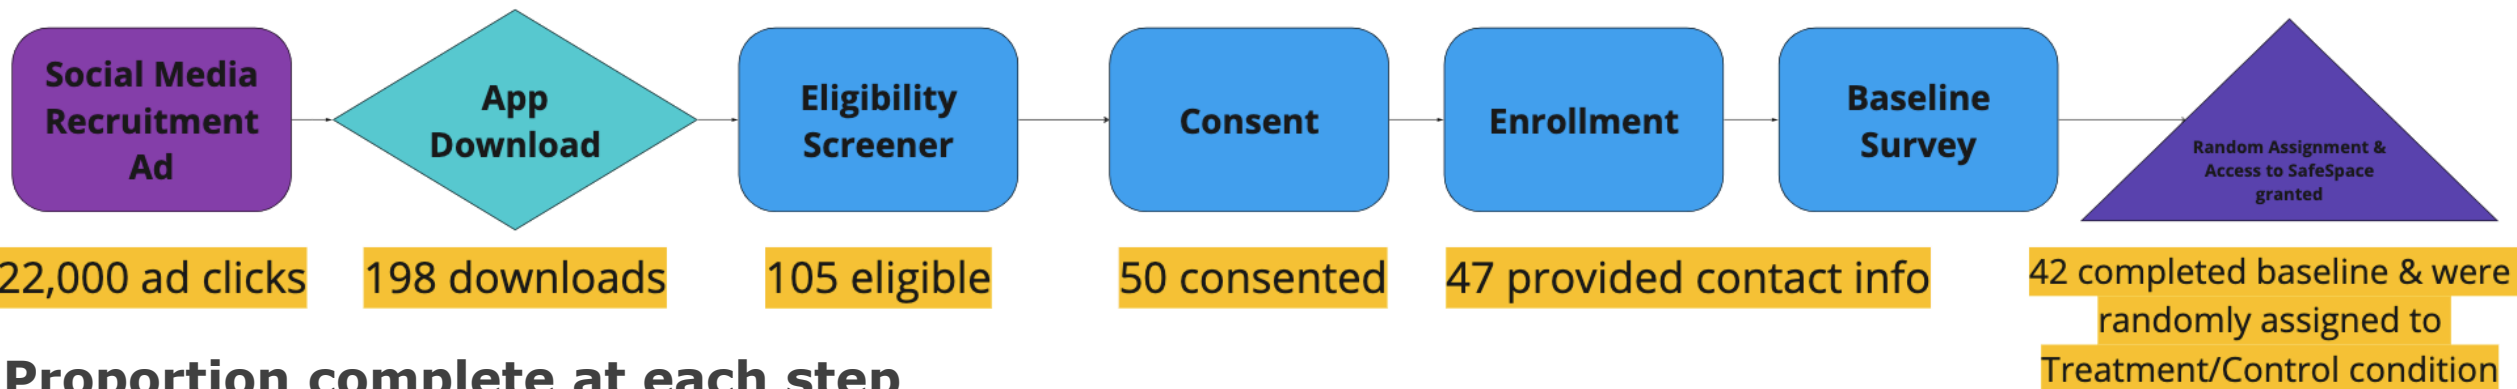 Social Media
Recruitment
Ad
App
Download
Eligibility
Screener
Consent
Enrollment
Baseline
Survey
Random Assignment &
Access to SafeSpace
granted
22,000 ad clicks
198 downloads
105 eligible
50 consented
47 provided contact info
42 completed baseline & were
randomly assigned to
Treatment/Control condition
Proportion complete at each step